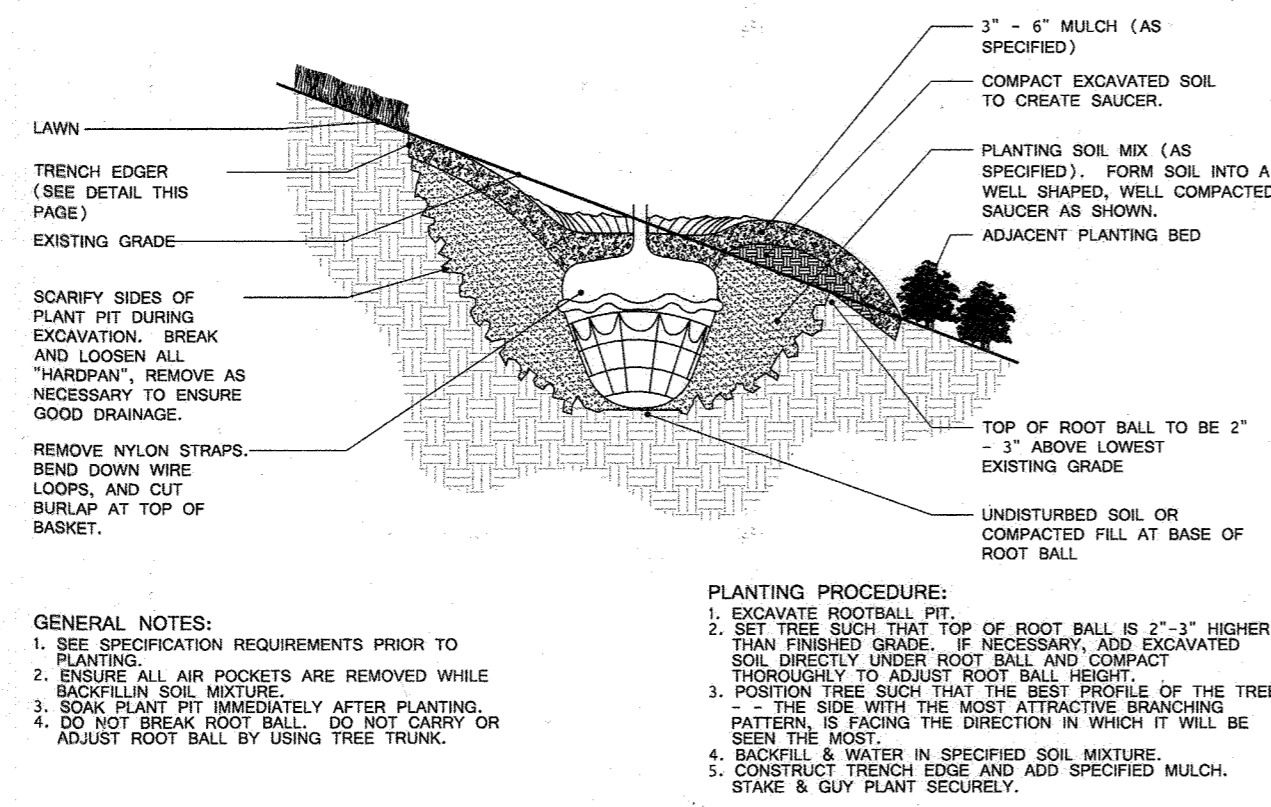 3" - 6" MULCH (AS
SPECIFIED)
COMPACT EXCAVATED SOIL
TO CREATE SAUCER.
PLANTING SOIL MIX (AS
SPECIFIED). FORM SOIL INTO A
WELL SHAPED, WELL COMPACTED
SAUCER AS SHOWN.
ADJACENT PLANTING BED
TOP OF ROOT BALL TO BE 2"
- 3" ABOVE LOWEST
EXISTING GRADE
UNDISTURBED SOIL OR
COMPACTED FILL AT BASE OF
ROOT BALL
LAWN
TRENCH EDGER
(SEE DETAIL THIS
PAGE)
EXISTING GRADE
SCARIFY SIDES OF
PLANT PIT DURING
EXCAVATION. BREAK
AND LOOSEN ALL
"HARDPAN", REMOVE AS
NECESSARY TO ENSURE
GOOD DRAINAGE.
REMOVE NYLON STRAPS.
BEND DOWN WIRE
LOOPS, AND CUT
BURLAP AT TOP OF
BASKET.
GENERAL NOTES:
1. SEE SPECIFICATION REQUIREMENTS PRIOR TO
PLANTING.
2. ENSURE ALL AIR POCKETS ARE REMOVED WHILE
BACKFILLIN SOIL MIXTURE.
3. SOAK PLANT PIT IMMEDIATELY AFTER PLANTING.
4. DO NOT BREAK ROOT BALL. DO NOT CARRY OR
ADJUST ROOT BALL BY USING TREE TRUNK.
PLANTING PROCEDURE:
1. EXCAVATE ROOTBALL PIT.
2. SET TREE SUCH THAT TOP OF ROOT BALL IS 2"-3" HIGHER
THAN FINISHED GRADE. IF NECESSARY, ADD EXCAVATED
SOIL DIRECTLY UNDER ROOT BALL AND COMPACT
THOROUGHLY TO ADJUST ROOT BALL HEIGHT.
3. POSITION TREE SUCH THAT THE BEST PROFILE OF THE TREE
- - THE SIDE WITH THE MOST ATTRACTIVE BRANCHING
PATTERN, IS FACING THE DIRECTION IN WHICH IT WILL BE
SEEN THE MOST.
4. BACKFILL & WATER IN SPECIFIED SOIL MIXTURE.
5. CONSTRUCT TRENCH EDGE AND ADD SPECIFIED MULCH.
STAKE & GUY PLANT SECURELY.